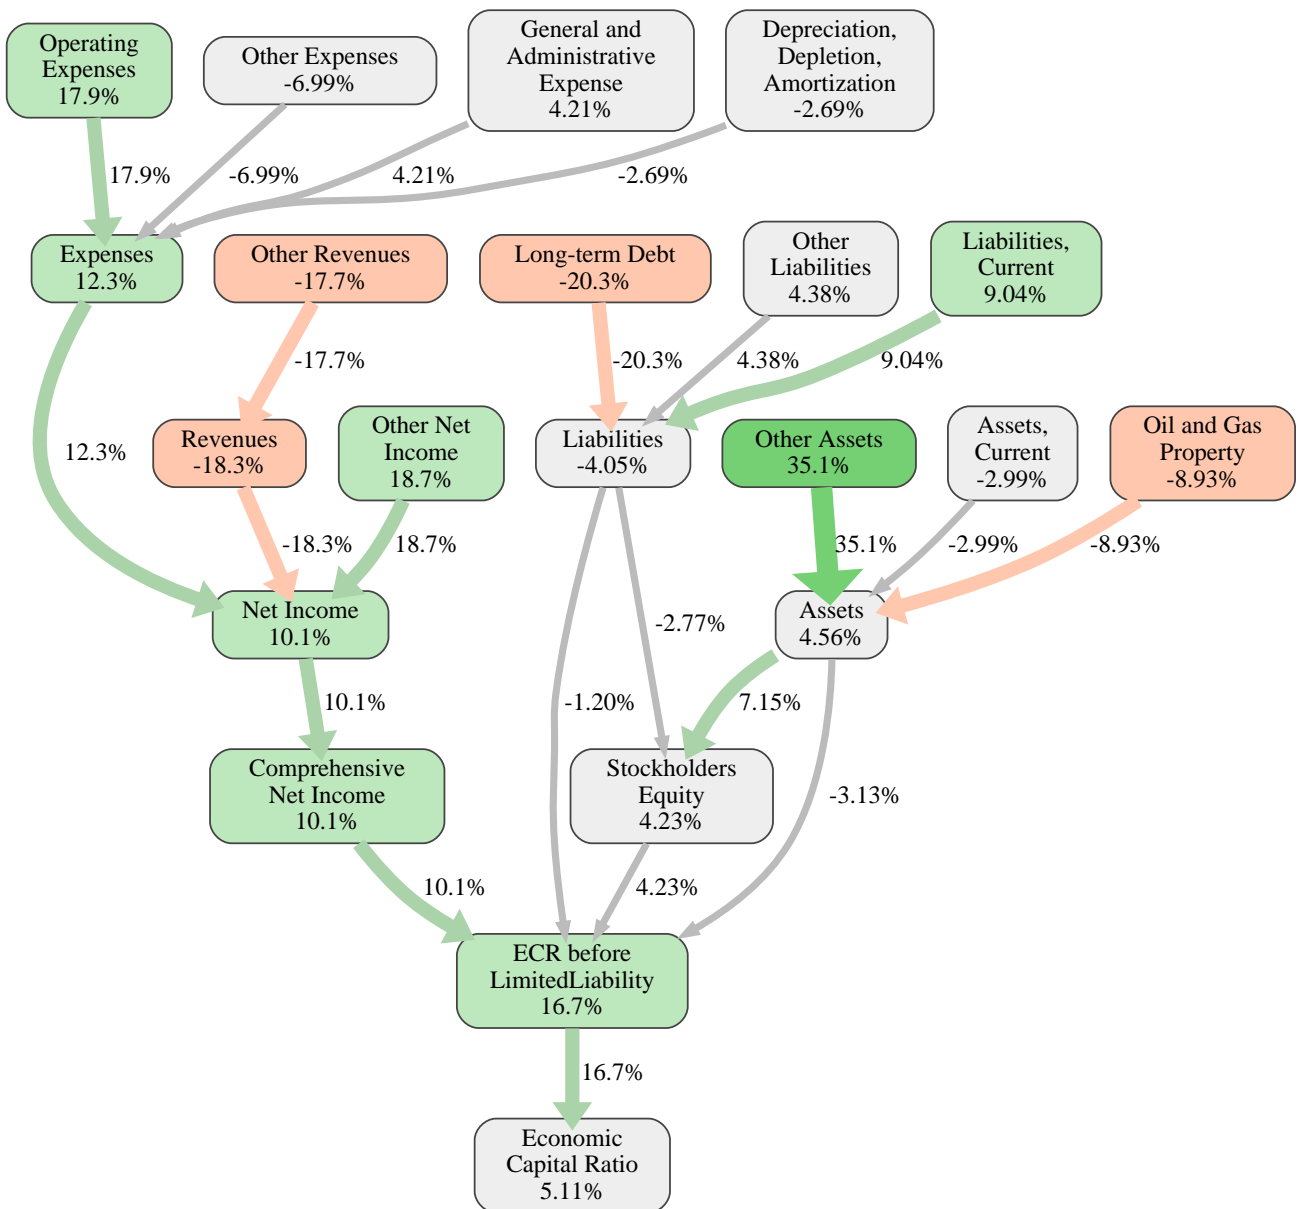 Operating
Expenses
17.9%
Other Expenses
-6.99%
General and
Administrative
Expense
4.21%
Depreciation,
Depletion,
Amortization
-2.69%
17.9%
-6.99%
4.21%
-2.69%
Expenses
12.3%
Other Revenues
-17.7%
Long-term Debt
-20.3%
Other
Liabilities
4.38%
Liabilities,
Current
9.04%
-17.7%
-20.3%
4.38%
9.04%
12.3%
Revenues
-18.3%
Other Net
Income
18.7%
Liabilities
-4.05%
Other Assets
35.1%
Assets,
Current
-2.99%
Oil and Gas
Property
-8.93%
-18.3%
18.7%
35.1%
-2.99%
-8.93%
Net Income
10.1%
-2.77%
Assets
4.56%
10.1%
-1.20%
7.15%
Comprehensive
Net Income
10.1%
Stockholders
Equity
4.23%
-3.13%
10.1%
4.23%
ECR before
LimitedLiability
16.7%
16.7%
Economic
Capital Ratio
5.11%